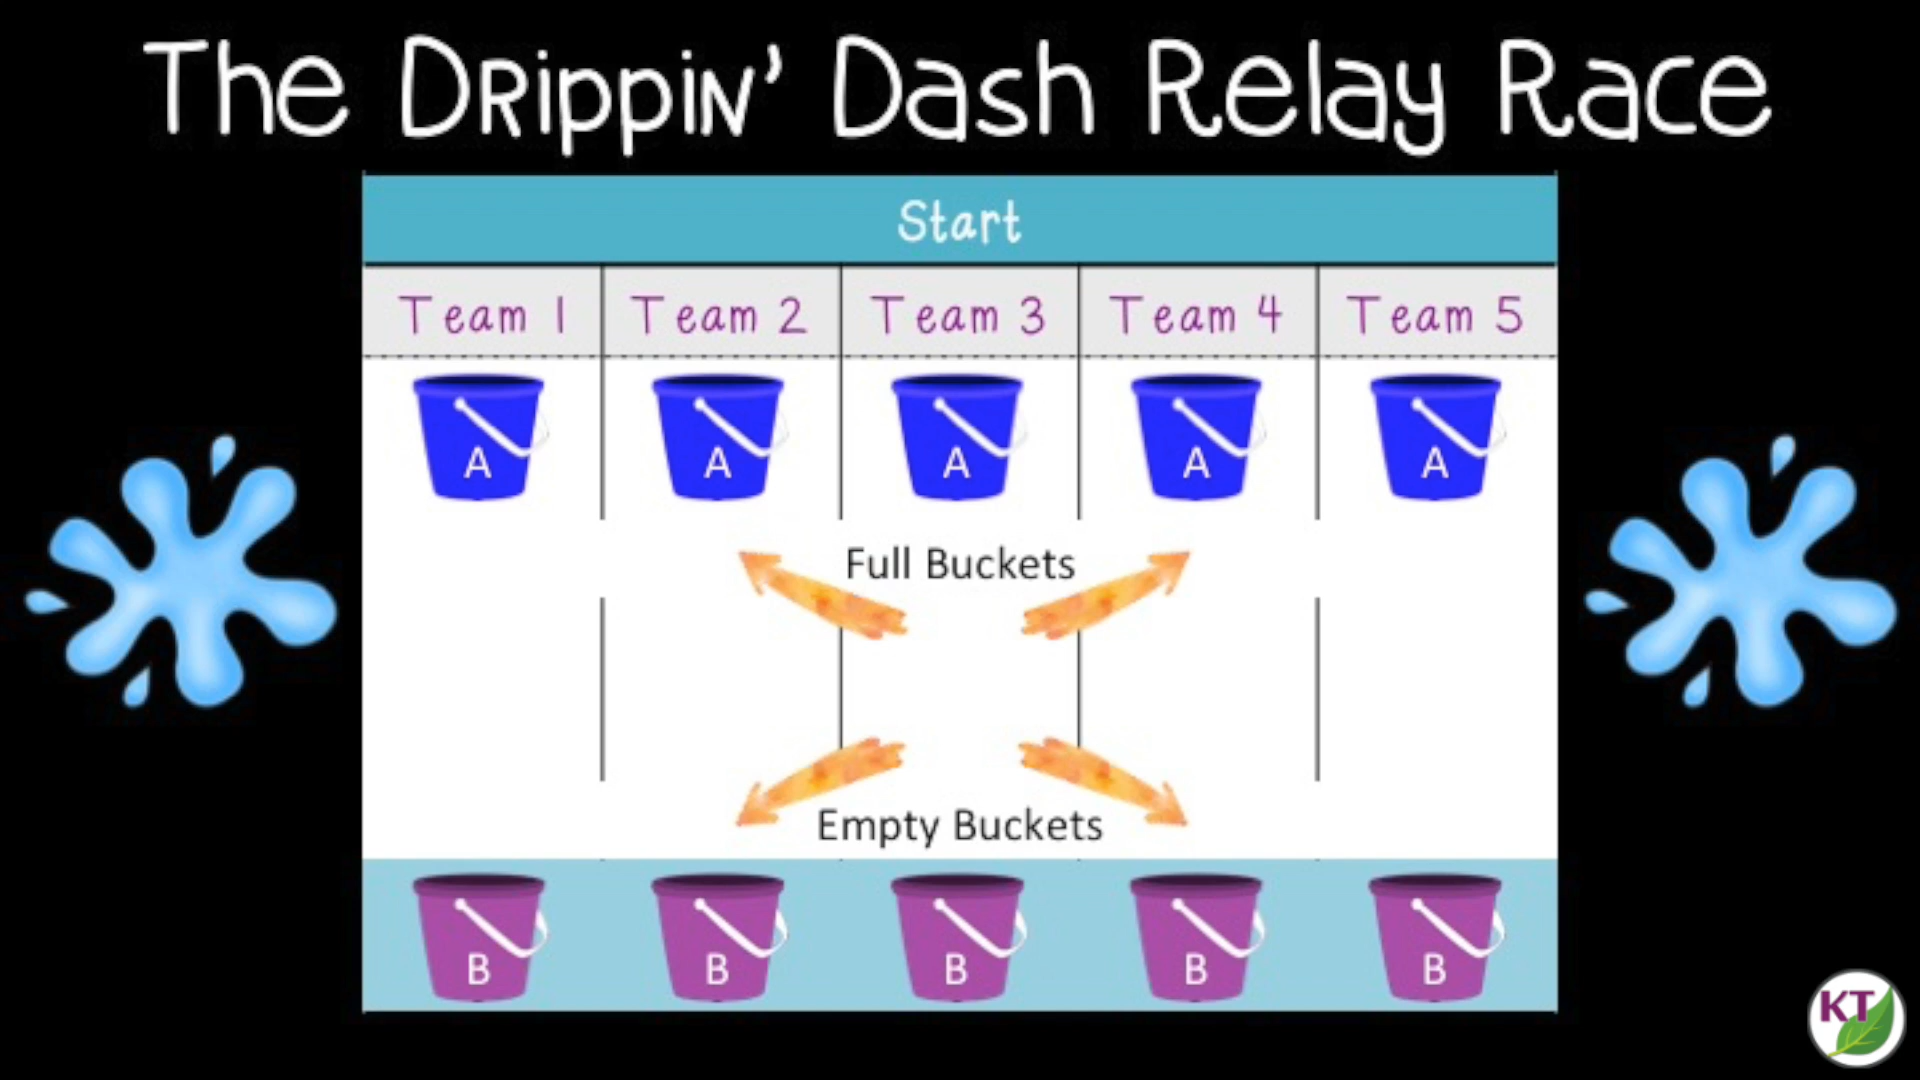 The Drippin' Dash Relay Race
Start
Team 1 Team 2 Team 3 Team 4 Team 5
A A A A A
Full Buckets
Empty Buckets
B B B B B
KT